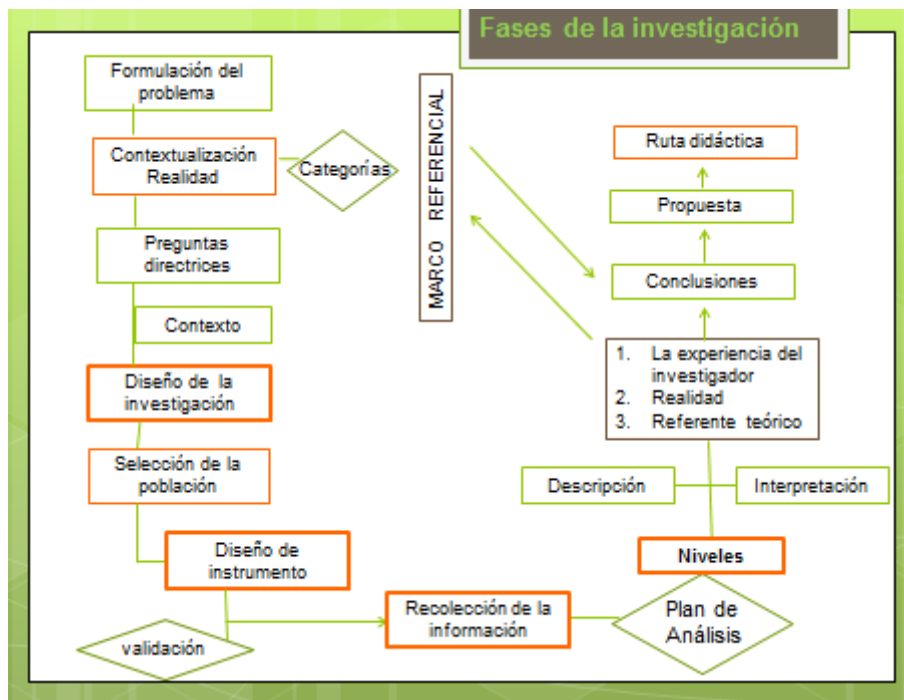 Fases de la investigación
Formulación del
problema
Contextualización
Realidad
Categorías
MARCO REFERENCIAL
Preguntas
directrices
Contexto
Diseño de la
investigación
Selección de la
población
Diseño de
instrumento
validación
Recolección de la
información
Plan de
Análisis
Niveles
Descripción
Interpretación
1. La experiencia del
investigador
2. Realidad
3. Referente teórico
Conclusiones
Propuesta
Ruta didáctica